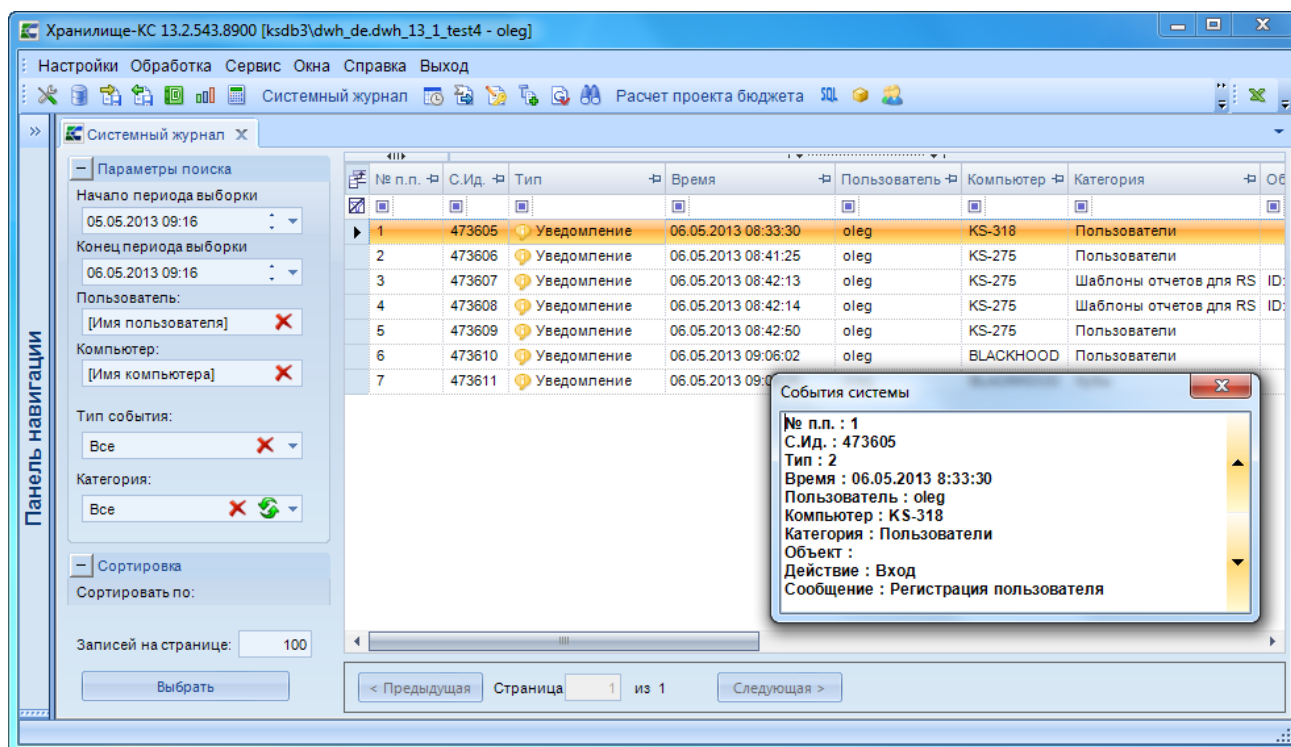 Хранилище-КС 13.2.543.8900 [ksdb3\dwh_de.dwh_13_1_test4 - oleg]
Настройки Обработка Сервис Окна Справка Выход
Системный журнал Расчет проекта бюджета SQL
Системный журнал
Панель навигации
Параметры поиска
Начало периода выборки
05.05.2013 09:16
Конец периода выборки
06.05.2013 09:16
Пользователь:
[Имя пользователя]
Компьютер:
[Имя компьютера]
Тип события:
Все
Категория:
Все
Сортировка
Сортировать по:
Записей на странице: 100
Выбрать
№ п.п. С.Ид. Тип Время Пользователь Компьютер Категория Об
1 473605 Уведомление 06.05.2013 08:33:30 oleg KS-318 Пользователи
2 473606 Уведомление 06.05.2013 08:41:25 oleg KS-275 Пользователи
3 473607 Уведомление 06.05.2013 08:42:13 oleg KS-275 Шаблоны отчетов для RS ID:
4 473608 Уведомление 06.05.2013 08:42:14 oleg KS-275 Шаблоны отчетов для RS ID:
5 473609 Уведомление 06.05.2013 08:42:50 oleg KS-275 Пользователи
6 473610 Уведомление 06.05.2013 09:06:02 oleg BLACKHOOD Пользователи
7 473611 Уведомление 06.05.2013 09:0
События системы
№ п.п. : 1
С.Ид. : 473605
Тип : 2
Время : 06.05.2013 8:33:30
Пользователь : oleg
Компьютер : KS-318
Категория : Пользователи
Объект :
Действие : Вход
Сообщение : Регистрация пользователя
< Предыдущая Страница 1 из 1 Следующая >